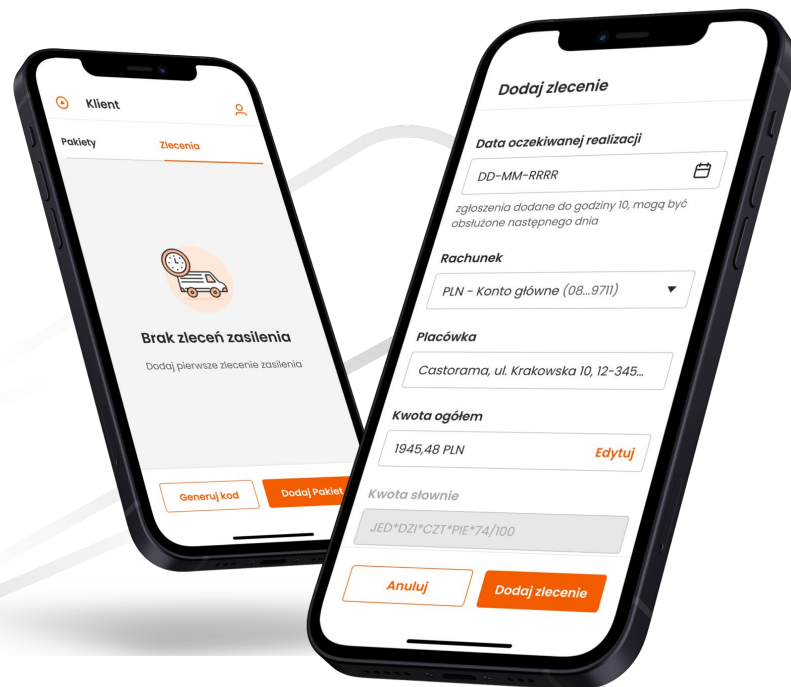 Klient
Pakiety
Zlecenia
Brak zleceń zasilenia
Dodaj pierwsze zlecenie zasilenia
Generuj kod
Dodaj Pakiet
Dodaj zlecenie
Data oczekiwanej realizacji
DD-MM-RRRR
zgłoszenia dodane do godziny 10, mogą być
obsłużone następnego dnia
Rachunek
PLN - Konto główne (08...9711)
Placówka
Castorama, ul. Krakowska 10, 12-345...
Kwota ogółem
1945,48 PLN
Edytuj
Kwota słownie
JED*DZI*CZT*PIE*74/100
Anuluj
Dodaj zlecenie